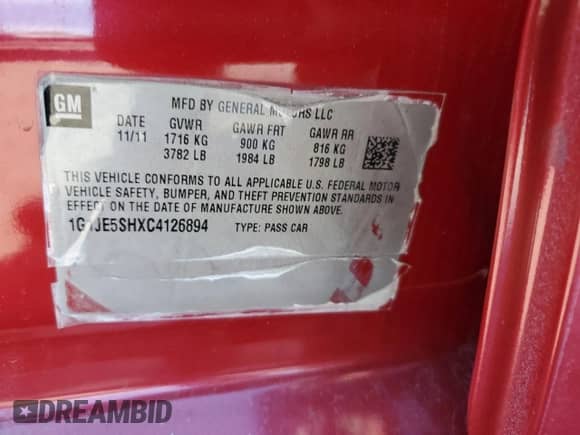 GM
MFD BY GENERAL MOTORS LLC
DATE GVWR GAWR FRT GAWR RR
11/11 1716 KG 900 KG 816 KG
3782 LB 1984 LB 1798 LB
THIS VEHICLE CONFORMS TO ALL APPLICABLE U.S. FEDERAL MOTOR
VEHICLE SAFETY, BUMPER, AND THEFT PREVENTION STANDARDS IN
EFFECT ON THE DATE OF MANUFACTURE SHOWN ABOVE.
TYPE: PASS CAR
DREAMBID